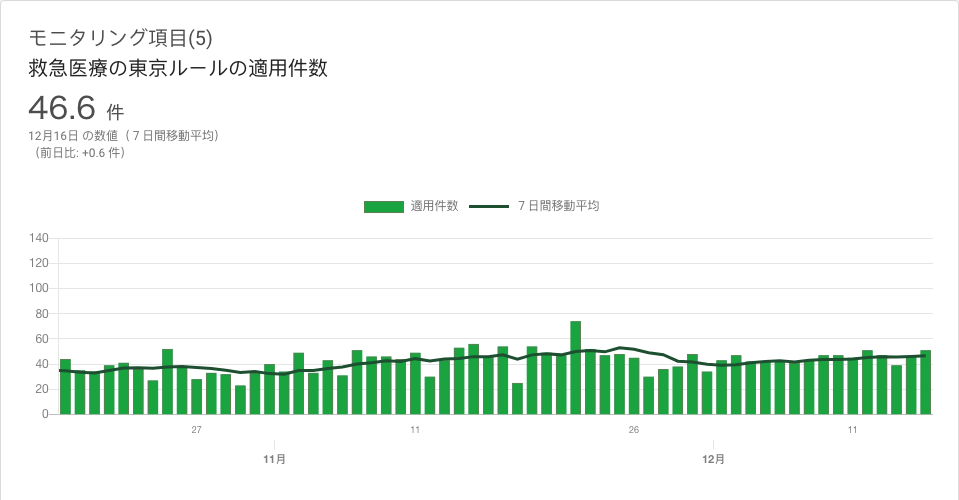 モニタリング項目(5)
救急医療の東京ルールの適用件数
46.6 件
12月16日 の数値（７日間移動平均）
（前日比: +0.6 件）
適用件数 ７日間移動平均
140
120
100
80
60
40
20
0
27 11 26 11
11月 12月